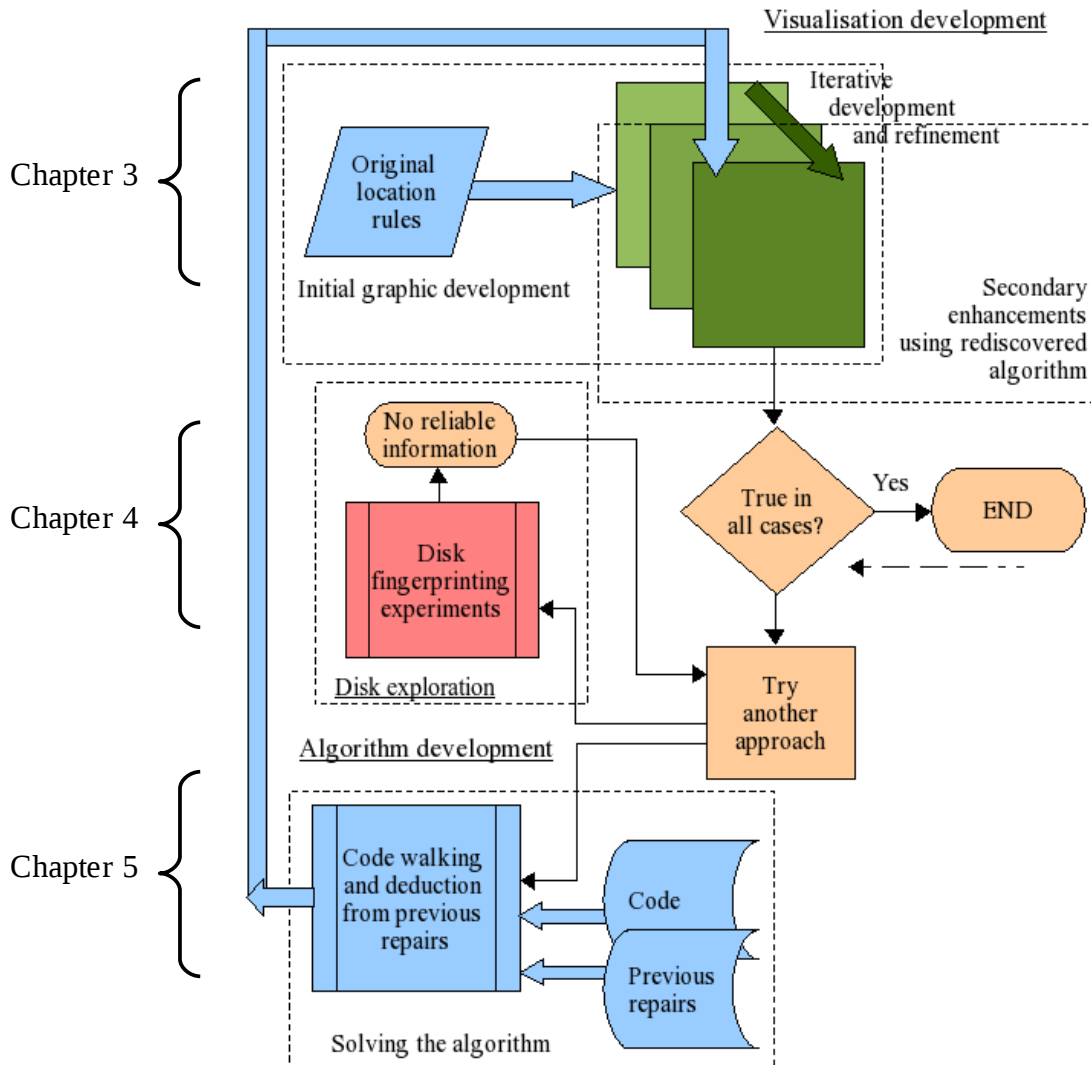 Visualisation development
Chapter 3
Iterative
development
and refinement
Original
location
rules
Initial graphic development
Secondary
enhancements
using rediscovered
algorithm
Chapter 4
No reliable
information
Disk
fingerprinting
experiments
Disk exploration
True in
all cases?
Yes
END
Try
another
approach
Algorithm development
Chapter 5
Code walking
and deduction
from previous
repairs
Code
Previous
repairs
Solving the algorithm